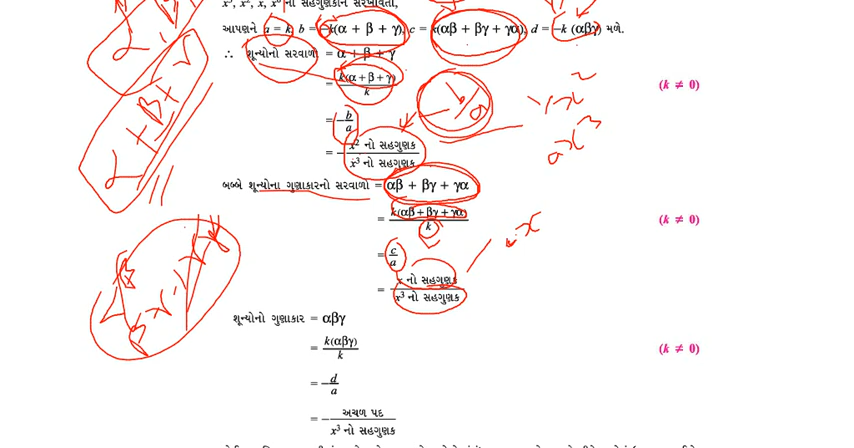 x³, x², x, x⁰ના સહગુણકોને સરખાવતાં,
આપણને a = k, b = –k(α + β + γ), c = k(αβ + βγ + γα), d = –k (αβγ) મળે.
∴ શૂન્યોનો સરવાળો = α + β + γ
= k(α + β + γ) / k (k ≠ 0)
= – b / a
b / a
= – x² નો સહગુણક / x³ નો સહગુણક
બબ્બે શૂન્યોના ગુણાકારનો સરવાળો = αβ + βγ + γα
= k(αβ + βγ + γα) / k (k ≠ 0)
= c / a
= x નો સહગુણક / x³ નો સહગુણક
શૂન્યોનો ગુણાકાર = αβγ
= k(αβγ) / k (k ≠ 0)
= – d / a
= – અચળ પદ / x³ નો સહગુણક